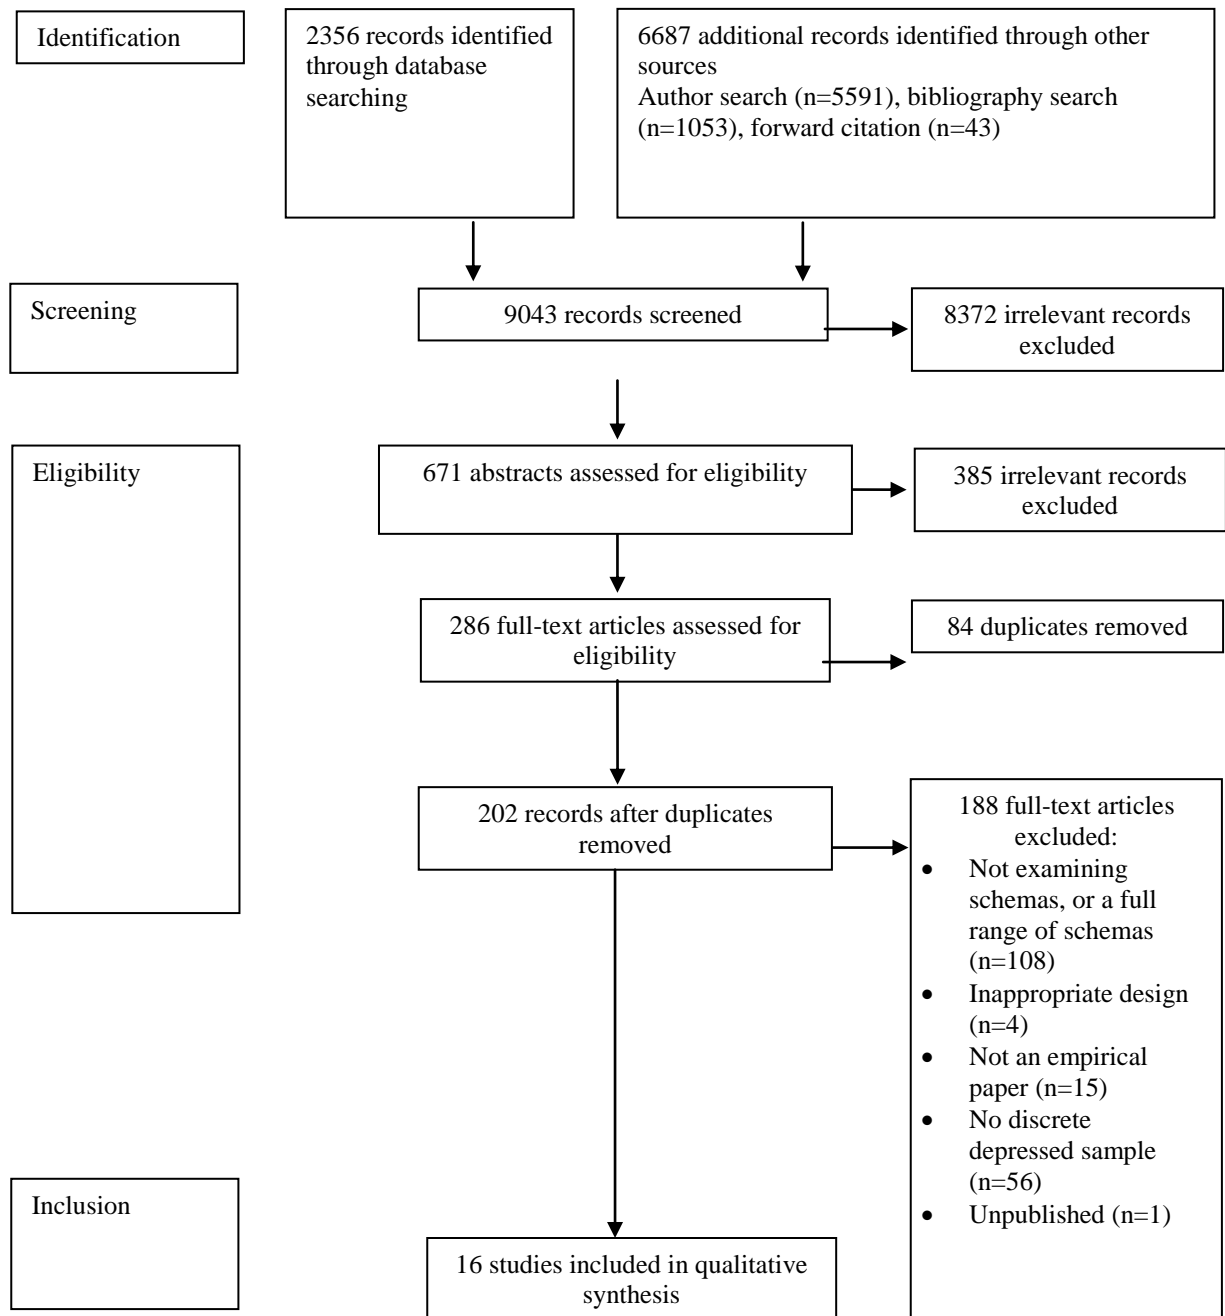 Identification
2356 records identified
through database
searching
6687 additional records identified through other
sources
Author search (n=5591), bibliography search
(n=1053), forward citation (n=43)
Screening
9043 records screened
8372 irrelevant records
excluded
Eligibility
671 abstracts assessed for eligibility
385 irrelevant records
excluded
286 full-text articles assessed for
eligibility
84 duplicates removed
202 records after duplicates
removed
188 full-text articles
excluded:
• Not examining
schemas, or a full
range of schemas
(n=108)
• Inappropriate design
(n=4)
• Not an empirical
paper (n=15)
• No discrete
depressed sample
(n=56)
• Unpublished (n=1)
Inclusion
16 studies included in qualitative
synthesis